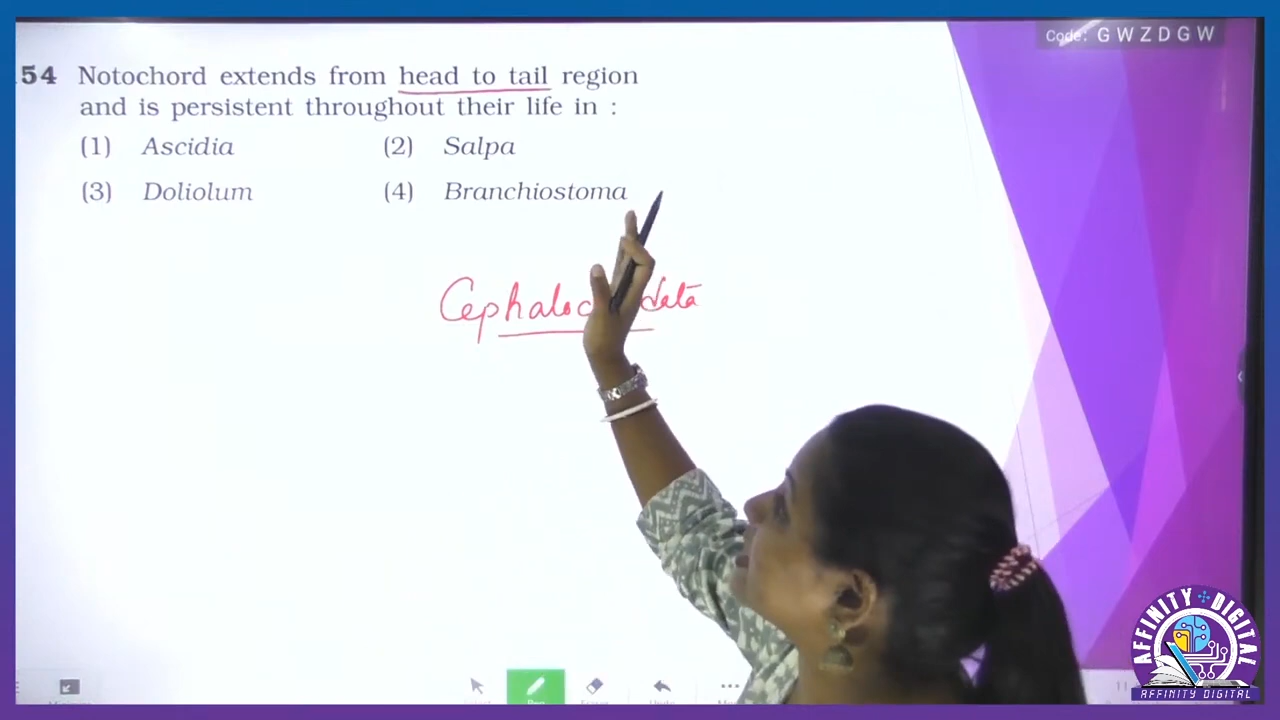 Code: G W Z D G W
54 Notochord extends from head to tail region
and is persistent throughout their life in :
(1) Ascidia (2) Salpa
(3) Doliolum (4) Branchiostoma
AFFINITY DIGITAL
AFFINITY DIGITAL